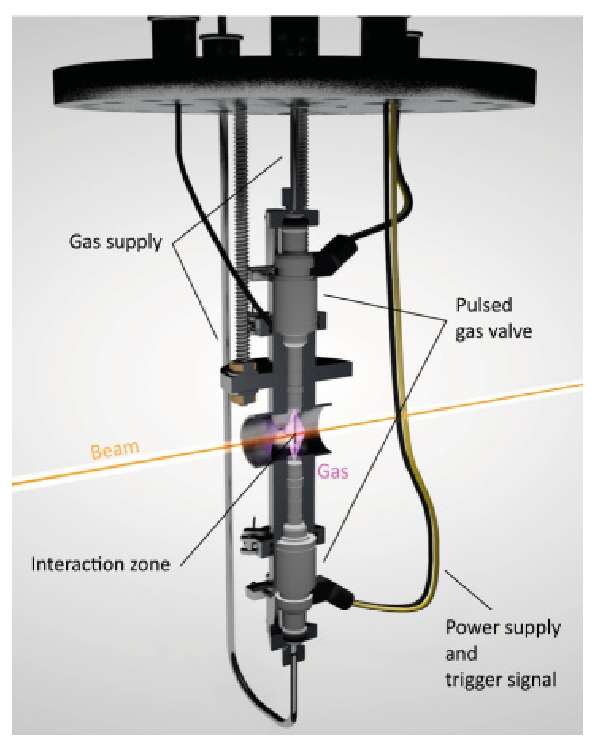 Gas supply
Pulsed
gas valve
Beam
Gas
Interaction zone
Power supply
and
trigger signal